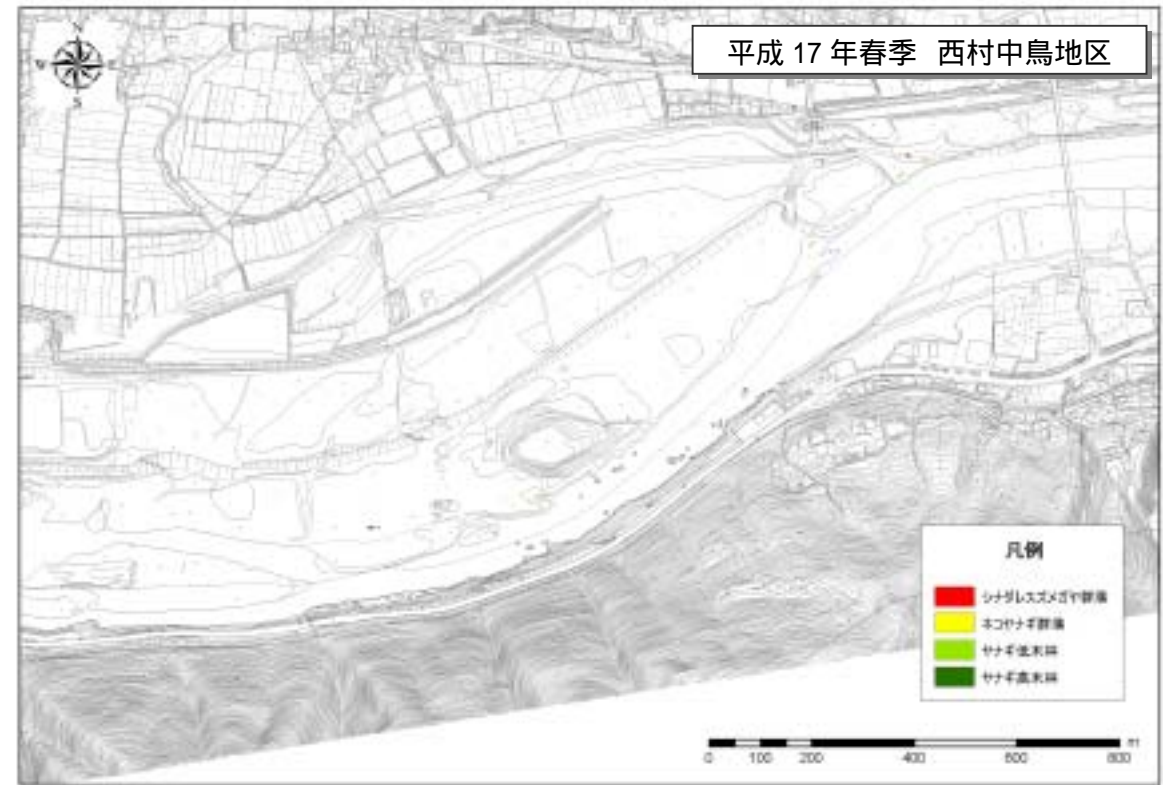 平成 17 年春季 西村中鳥地区
N
W
E
S
凡例
シナダレスズメガヤ群落
ネコヤナギ群落
ヤナギ低木林
ヤナギ高木林
m
0 100 200 400 600 800